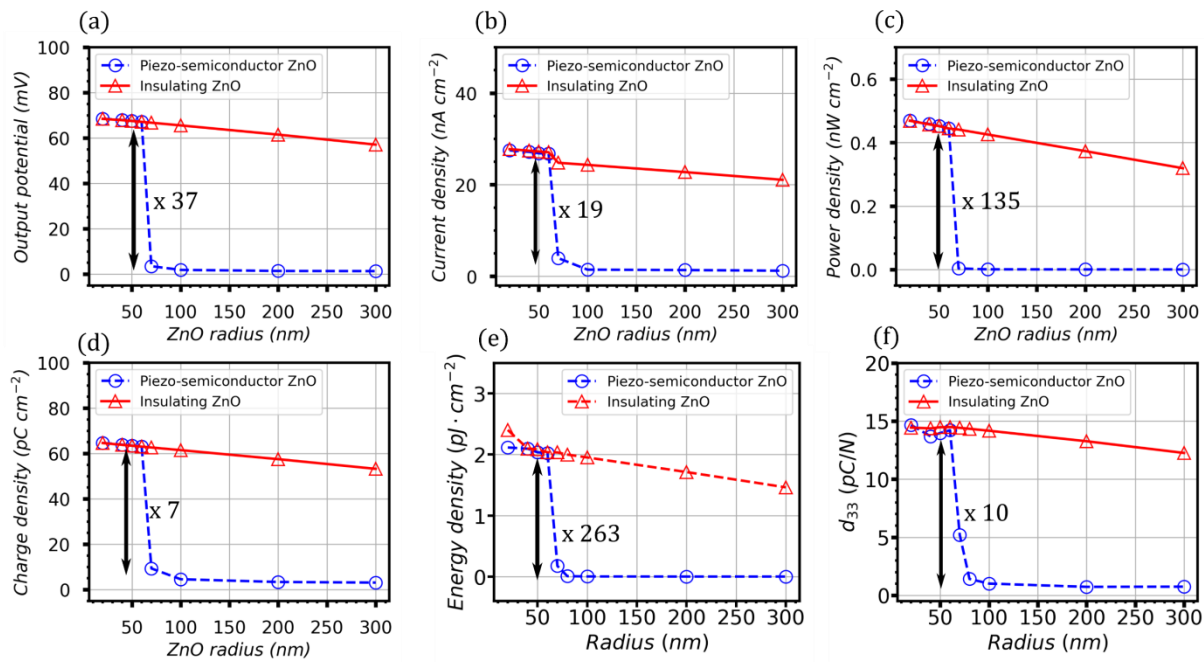 (a)
Output potential (mV)
100
80
60
40
20
0
Piezo-semiconductor ZnO
Insulating ZnO
x 37
50 100 150 200 250 300
ZnO radius (nm)
(b)
Current density (nA cm⁻²)
40
20
0
Piezo-semiconductor ZnO
Insulating ZnO
x 19
50 100 150 200 250 300
ZnO radius (nm)
(c)
Power density (nW cm⁻²)
0.6
0.4
0.2
0.0
Piezo-semiconductor ZnO
Insulating ZnO
x 135
50 100 150 200 250 300
ZnO radius (nm)
(d)
Charge density (pC cm⁻²)
100
80
60
40
20
0
Piezo-semiconductor ZnO
Insulating ZnO
x 7
50 100 150 200 250 300
ZnO radius (nm)
(e)
Energy density (pJ · cm⁻²)
3
2
1
0
Piezo-semiconductor ZnO
Insulating ZnO
x 263
50 100 150 200 250 300
Radius (nm)
(f)
d₃₃ (pC/N)
20
15
10
5
0
Piezo-semiconductor ZnO
Insulating ZnO
x 10
50 100 150 200 250 300
Radius (nm)